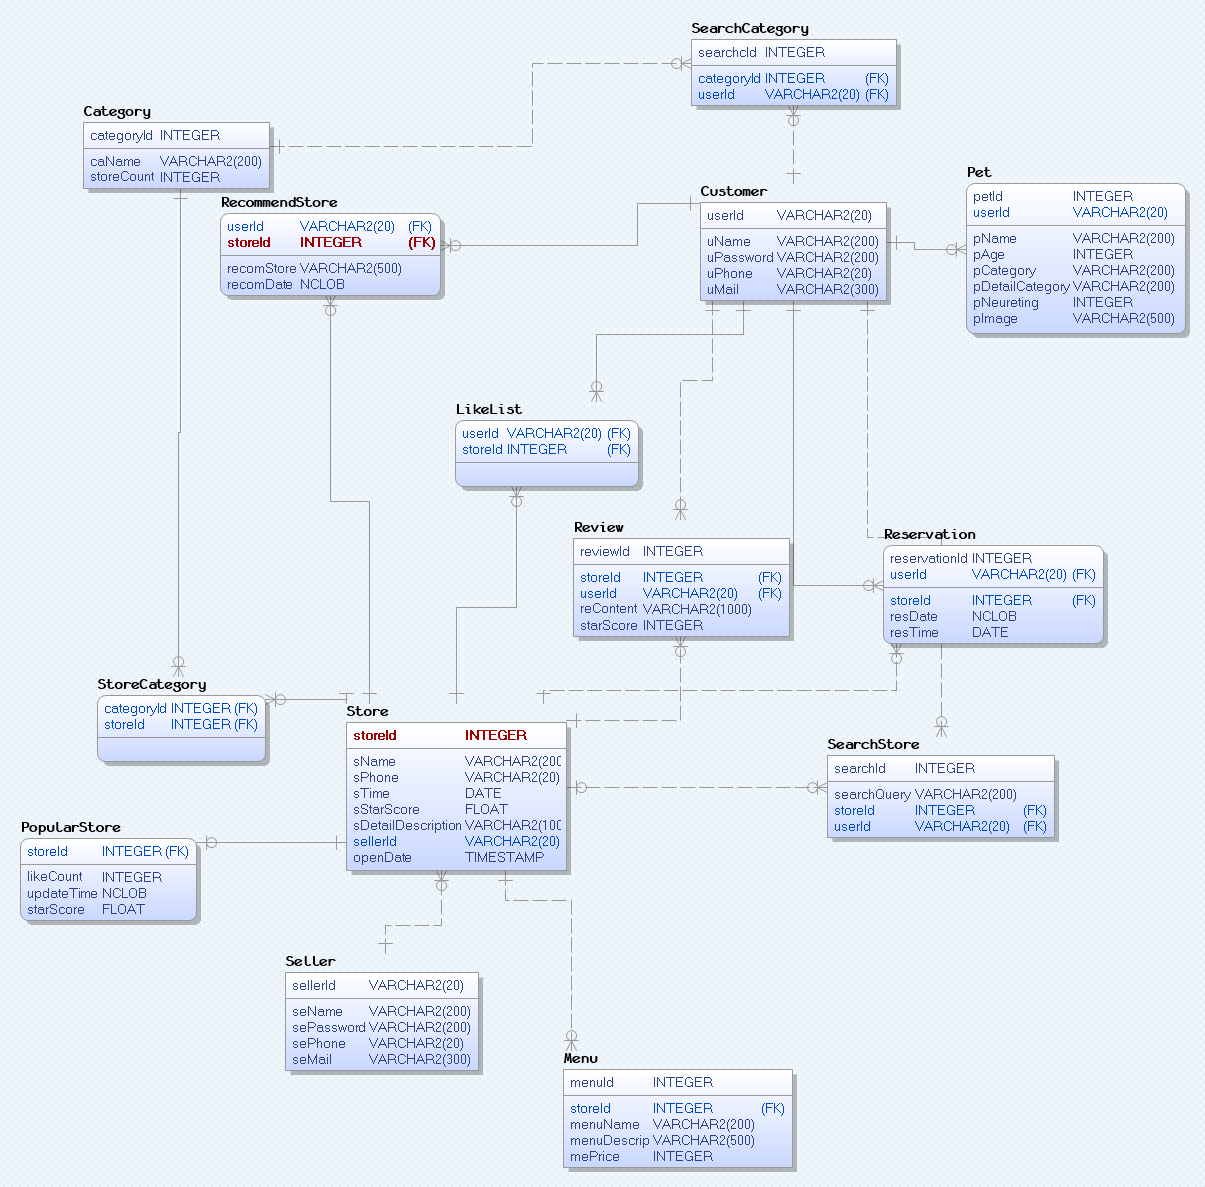 SearchCategory
searchcId INTEGER
categoryId INTEGER (FK)
userId VARCHAR2(20) (FK)
Category
categoryId INTEGER
caName VARCHAR2(200)
storeCount INTEGER
RecommendStore
userId VARCHAR2(20) (FK)
storeId INTEGER (FK)
recomStore VARCHAR2(500)
recomDate NCLOB
Customer
userId VARCHAR2(20)
uName VARCHAR2(200)
uPassword VARCHAR2(200)
uPhone VARCHAR2(20)
uMail VARCHAR2(300)
Pet
petId INTEGER
userId VARCHAR2(20)
pName VARCHAR2(200)
pAge INTEGER
pCategory VARCHAR2(200)
pDetailCategory VARCHAR2(200)
pNeureting INTEGER
pImage VARCHAR2(500)
LikeList
userId VARCHAR2(20) (FK)
storeId INTEGER (FK)
Review
reviewId INTEGER
storeId INTEGER (FK)
userId VARCHAR2(20) (FK)
reContent VARCHAR2(1000)
starScore INTEGER
Reservation
reservationId INTEGER
userId VARCHAR2(20) (FK)
storeId INTEGER (FK)
resDate NCLOB
resTime DATE
StoreCategory
categoryId INTEGER (FK)
storeId INTEGER (FK)
Store
storeId INTEGER
sName VARCHAR2(200
sPhone VARCHAR2(20)
sTime DATE
sStarScore FLOAT
sDetailDescription VARCHAR2(100
sellerId VARCHAR2(20)
openDate TIMESTAMP
SearchStore
searchId INTEGER
searchQuery VARCHAR2(200)
storeId INTEGER (FK)
userId VARCHAR2(20) (FK)
PopularStore
storeId INTEGER (FK)
likeCount INTEGER
updateTime NCLOB
starScore FLOAT
Seller
sellerId VARCHAR2(20)
seName VARCHAR2(200)
sePassword VARCHAR2(200)
sePhone VARCHAR2(20)
seMail VARCHAR2(300)
Menu
menuId INTEGER
storeId INTEGER (FK)
menuName VARCHAR2(200)
menuDescrip VARCHAR2(500)
mePrice INTEGER